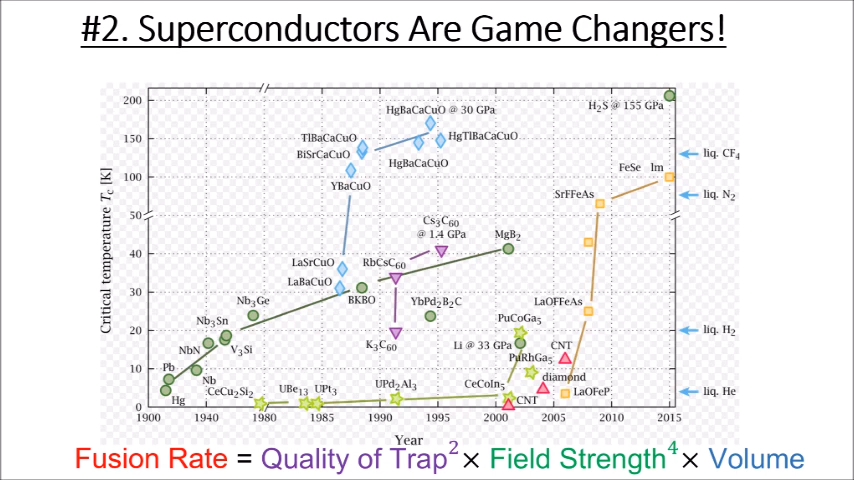 #2. Superconductors Are Game Changers!
200
150
100
50
40
30
20
10
0
Critical temperature Tc [K]
HgBaCaCuO @ 30 GPa
H2S @ 155 GPa
TlBaCaCuO
HgTlBaCaCuO
BiSrCaCuO
HgBaCaCuO
liq. CF4
YBaCuO
FeSe lm
SrFFeAs
liq. N2
Cs3C60
@ 1.4 GPa
MgB2
LaSrCuO
RbCsC60
LaBaCuO
BKBO
YbPd2B2C
LaOFFeAs
Nb3Ge
Nb3Sn
PuCoGa5
liq. H2
NbN
V3Si
K3C60
Li @ 33 GPa
CNT
PuRhGa5
Pb
Nb
diamond
CeCu2Si2
UBe13
UPt3
UPd2Al3
CeCoIn5
LaOFeP
liq. He
Hg
CNT
1900
1940
1980
1985
1990
1995
2000
2005
2010
2015
Year
Fusion Rate = Quality of Trap² × Field Strength⁴ × Volume